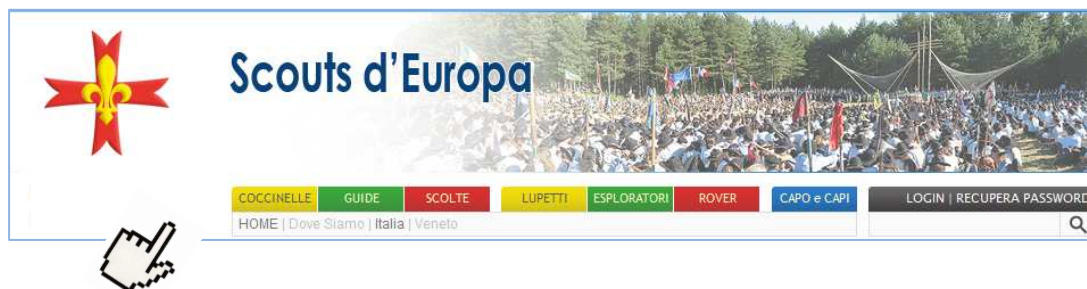 Scouts d'Europa
COCCINELLE GUIDE SCOLTE LUPETTI ESPLORATORI ROVER CAPO e CAPI LOGIN | RECUPERA PASSWORD
HOME | Dove Siamo | Italia | Veneto